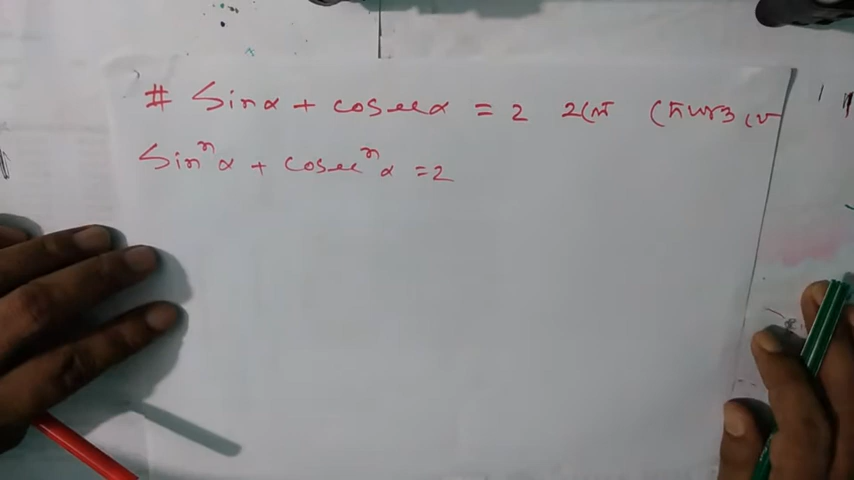 # Sinα + cosecα = 2 হলে দেখাও যে
Sinⁿα + cosecⁿα = 2